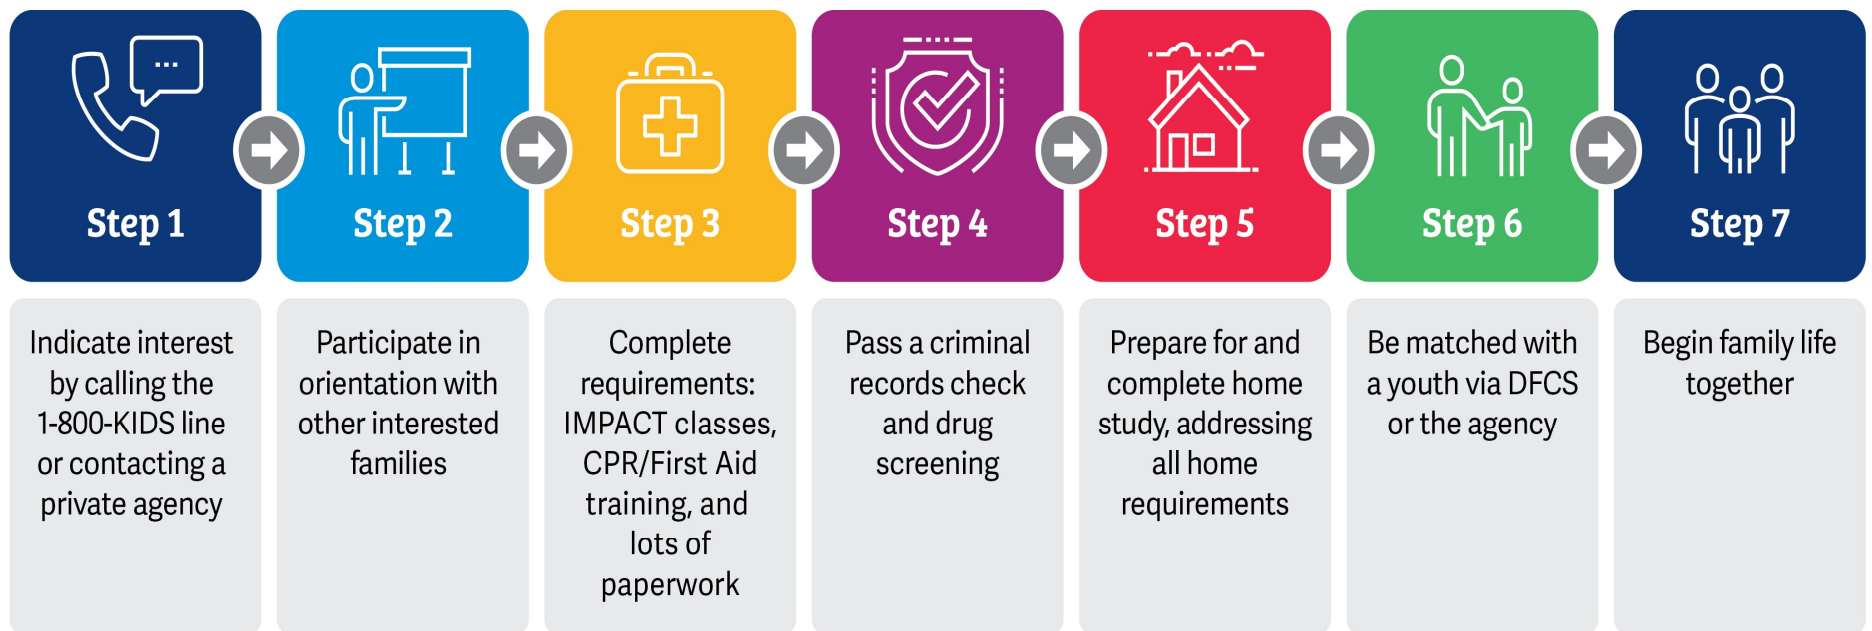 Step 1
Step 2
Step 3
Step 4
Step 5
Step 6
Step 7
Indicate interest
by calling the
1-800-KIDS line
or contacting a
private agency
Participate in
orientation with
other interested
families
Complete
requirements:
IMPACT classes,
CPR/First Aid
training, and
lots of
paperwork
Pass a criminal
records check
and drug
screening
Prepare for and
complete home
study, addressing
all home
requirements
Be matched with
a youth via DFCS
or the agency
Begin family life
together